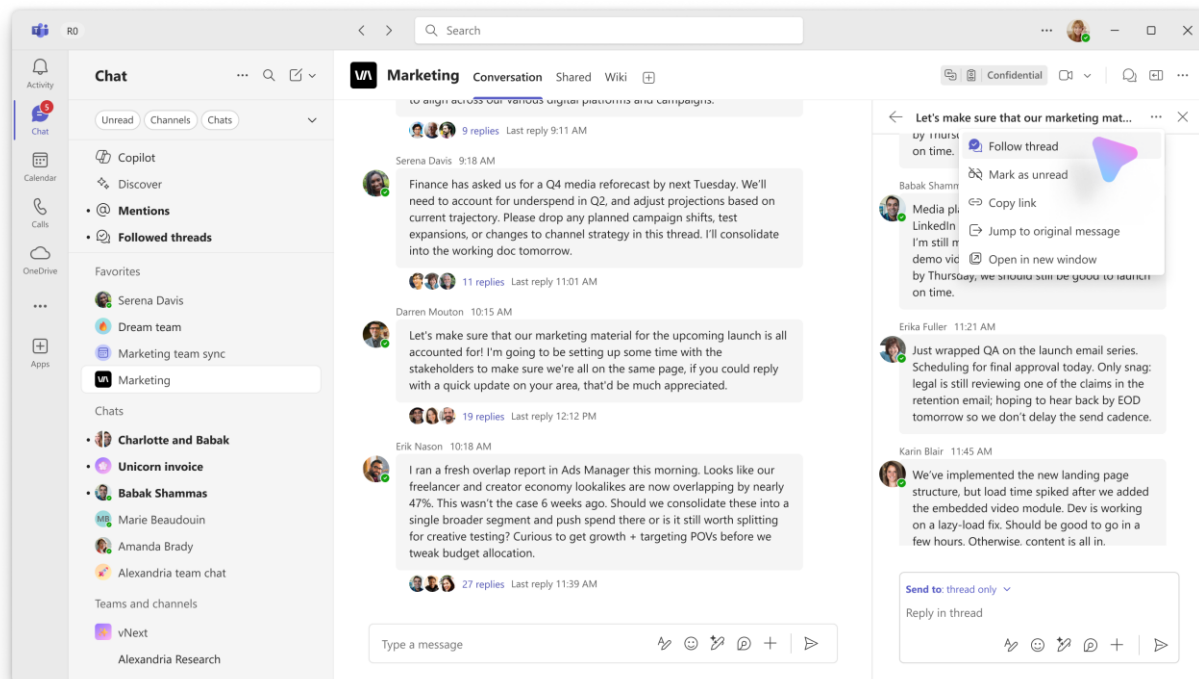 RO
Search
Activity
5
Chat
Calendar
Calls
OneDrive
Apps
Chat
Unread
Channels
Chats
Copilot
Discover
Mentions
Followed threads
Favorites
Serena Davis
Dream team
Marketing team sync
Marketing
Chats
Charlotte and Babak
Unicorn invoice
Babak Shammas
MB
Marie Beaudouin
Amanda Brady
Alexandria team chat
Teams and channels
vNext
Alexandria Research
Marketing
Conversation
Shared
Wiki
Confidential
to align across our various digital platforms and campaigns.
9 replies Last reply 9:11 AM
Serena Davis 9:18 AM
Finance has asked us for a Q4 media reforecast by next Tuesday. We'll
need to account for underspend in Q2, and adjust projections based on
current trajectory. Please drop any planned campaign shifts, test
expansions, or changes to channel strategy in this thread. I'll consolidate
into the working doc tomorrow.
11 replies Last reply 11:01 AM
Darren Mouton 10:15 AM
Let's make sure that our marketing material for the upcoming launch is all
accounted for! I'm going to be setting up some time with the
stakeholders to make sure we're all on the same page, if you could reply
with a quick update on your area, that'd be much appreciated.
19 replies Last reply 12:12 PM
Erik Nason 10:18 AM
I ran a fresh overlap report in Ads Manager this morning. Looks like our
freelancer and creator economy lookalikes are now overlapping by nearly
47%. This wasn't the case 6 weeks ago. Should we consolidate these into a
single broader segment and push spend there or is it still worth splitting
for creative testing? Curious to get growth + targeting POVs before we
tweak budget allocation.
27 replies Last reply 11:39 AM
Type a message
Let's make sure that our marketing mat...
by Thurs
on time.
Follow thread
Mark as unread
Copy link
Jump to original message
Open in new window
Babak Shamm
Media pl
LinkedIn
I'm still m
demo vid
by Thursday, we should still be good to launch
on time.
Erika Fuller 11:21 AM
Just wrapped QA on the launch email series.
Scheduling for final approval today. Only snag:
legal is still reviewing one of the claims in the
retention email; hoping to hear back by EOD
tomorrow so we don't delay the send cadence.
Karin Blair 11:45 AM
We've implemented the new landing page
structure, but load time spiked after we added
the embedded video module. Dev is working
on a lazy-load fix. Should be good to go in a
few hours. Otherwise, content is all in.
Send to: thread only
Reply in thread